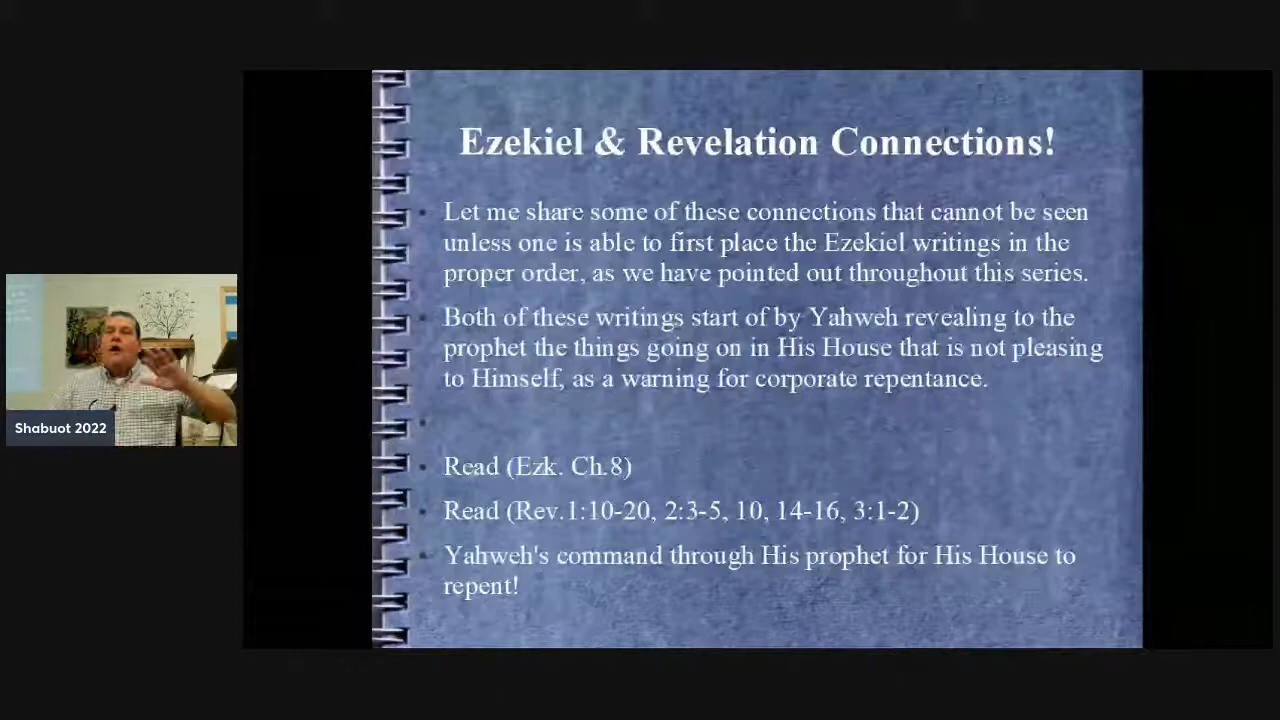 Ezekiel & Revelation Connections!
Let me share some of these connections that cannot be seen
unless one is able to first place the Ezekiel writings in the
proper order, as we have pointed out throughout this series.
Both of these writings start of by Yahweh revealing to the
prophet the things going on in His House that is not pleasing
to Himself, as a warning for corporate repentance.
Read (Ezk. Ch.8)
Read (Rev.1:10-20, 2:3-5, 10, 14-16, 3:1-2)
Yahweh's command through His prophet for His House to
repent!
Shabuot 2022